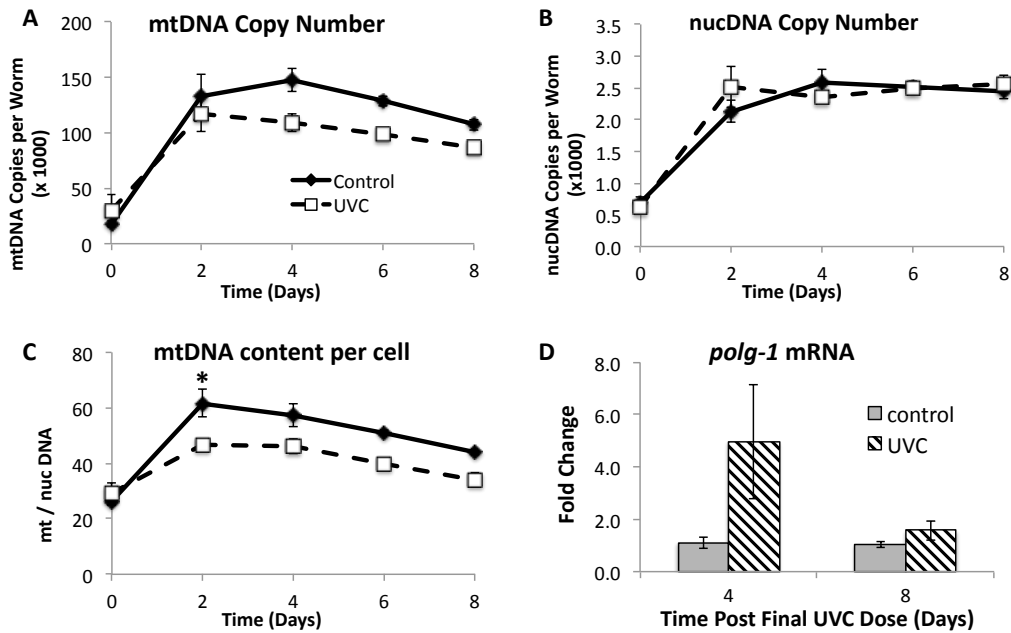 A
mtDNA Copy Number
mtDNA Copies per Worm
(x 1000)
200
150
100
50
0
Control
UVC
0 2 4 6 8
Time (Days)
B
nucDNA Copy Number
nucDNA Copies per Worm
(x1000)
3.5
3.0
2.5
2.0
1.5
1.0
0.5
0.0
0 2 4 6 8
Time (Days)
C
mtDNA content per cell
mt / nuc DNA
80
60
40
20
0
*
0 2 4 6 8
Time (Days)
D
polg-1 mRNA
Fold Change
8.0
6.0
4.0
2.0
0.0
control
UVC
4 8
Time Post Final UVC Dose (Days)